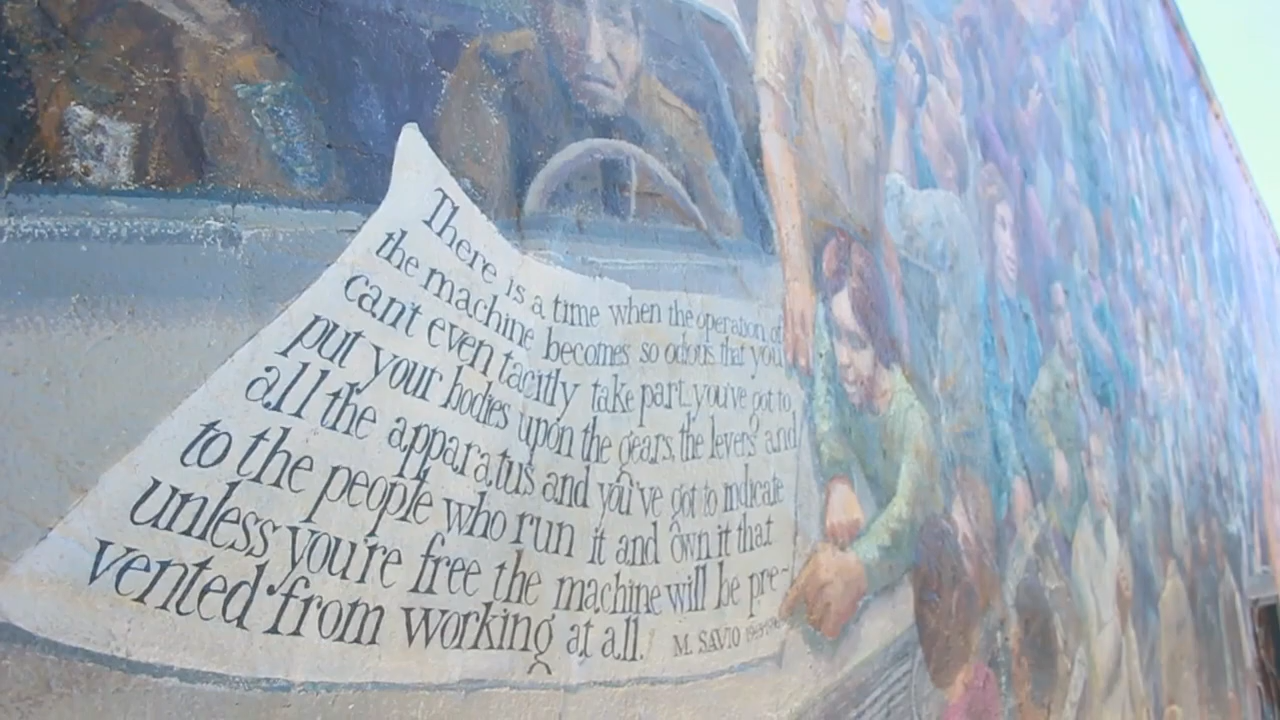 There is a time when the operation of
the machine becomes so odious that you
can't even tacitly take part you've got to
put your bodies upon the gears, the levers and
all the apparatus and you've got to indicate
to the people who run it and own it that
unless you're free the machine will be pre-
vented from working at all.
M. SAVIO